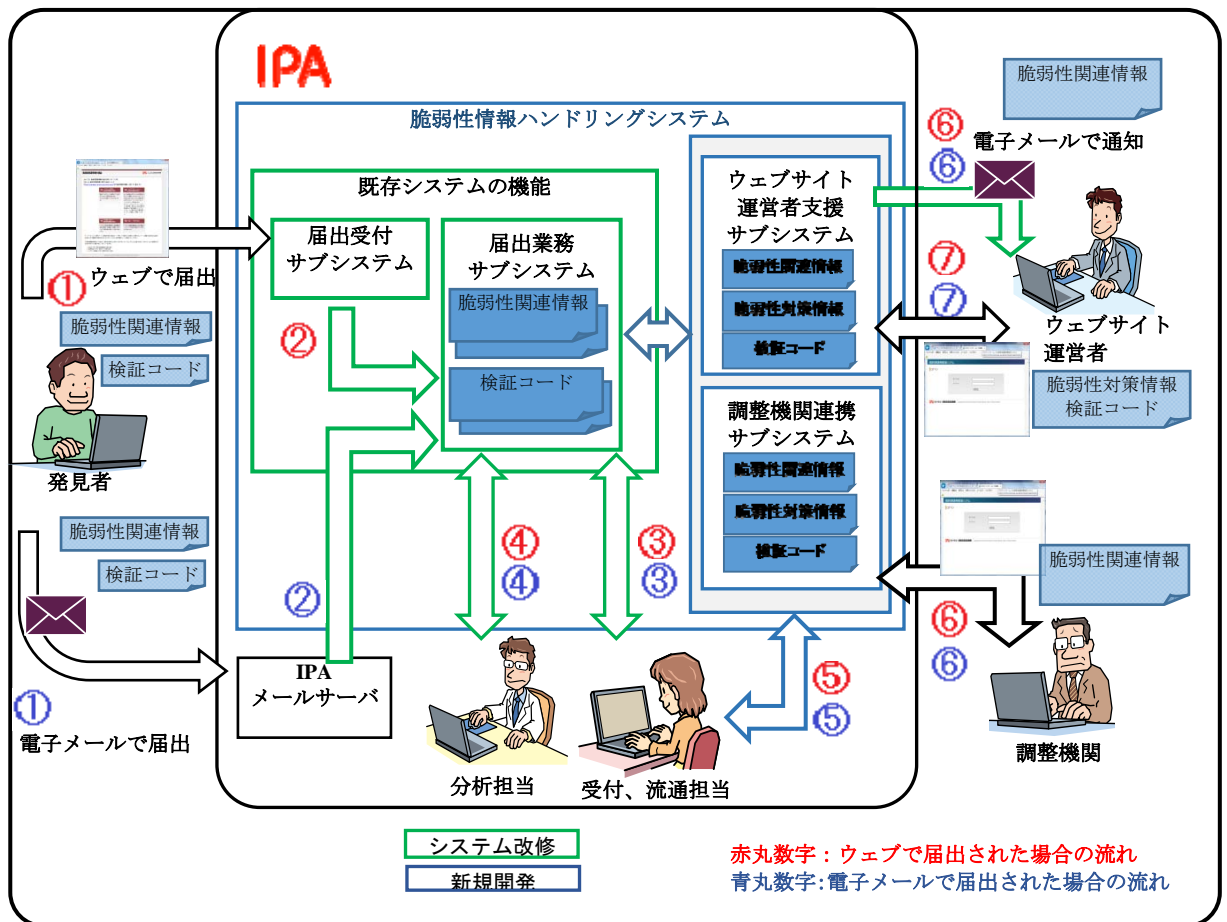 IPA
脆弱性情報ハンドリングシステム
既存システムの機能
届出受付
サブシステム
届出業務
サブシステム
脆弱性関連情報
検証コード
ウェブサイト
運営者支援
サブシステム
脆弱性関連情報
脆弱性対策情報
検証コード
調整機関連携
サブシステム
脆弱性関連情報
脆弱性対策情報
検証コード
①
ウェブで届出
脆弱性関連情報
検証コード
発見者
脆弱性関連情報
検証コード
①
電子メールで届出
②
②
IPA
メールサーバ
④
④
③
③
⑤
⑤
分析担当
受付、流通担当
脆弱性関連情報
⑥
⑥
電子メールで通知
⑦
⑦
ウェブサイト
運営者
脆弱性対策情報
検証コード
脆弱性関連情報
⑥
⑥
調整機関
システム改修
新規開発
赤丸数字：ウェブで届出された場合の流れ
青丸数字:電子メールで届出された場合の流れ